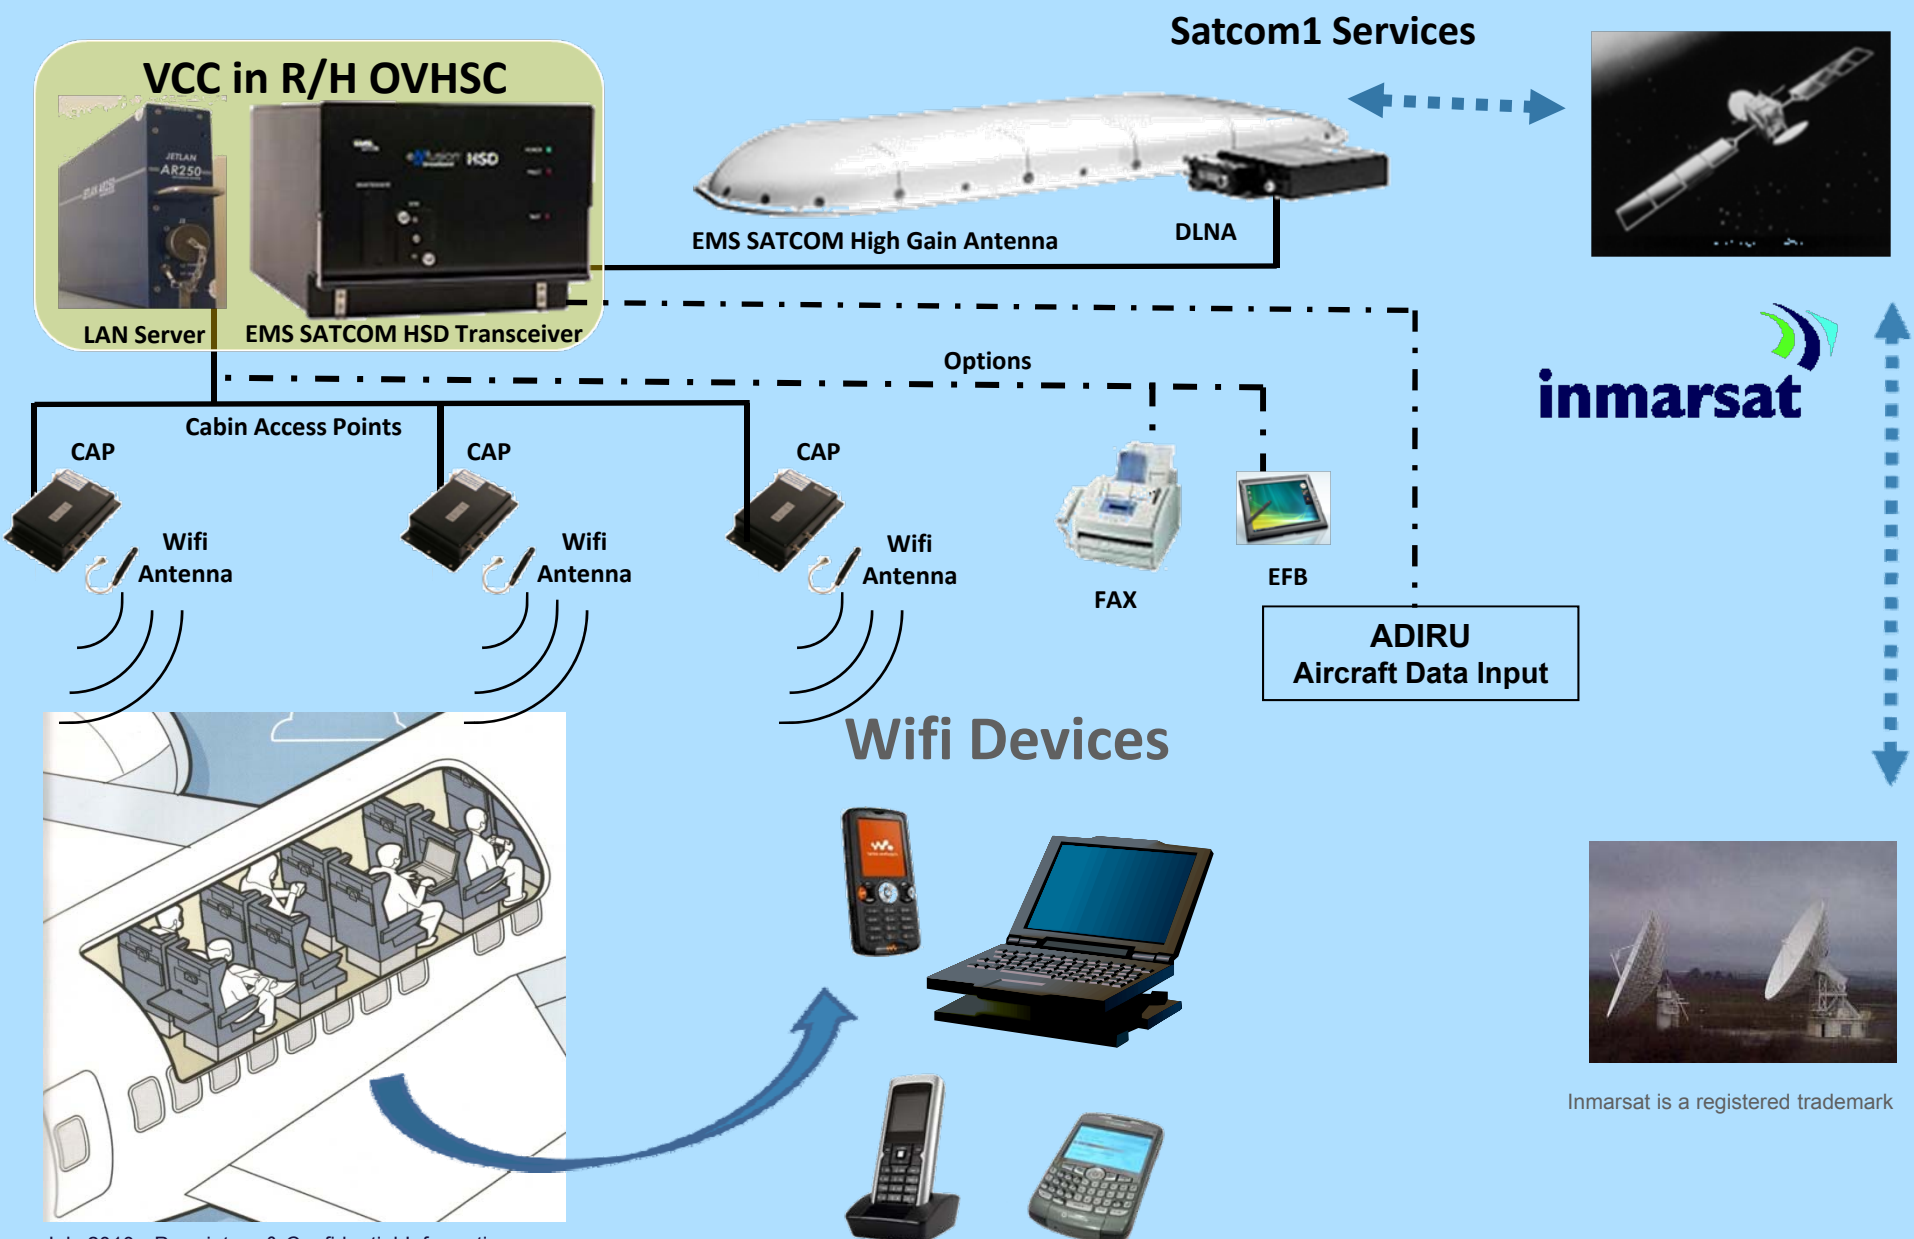 Satcom1 Services
VCC in R/H OVHSC
JETLAN
AR250
JETLAN AR250
HSD
EMS SATCOM High Gain Antenna
DLNA
LAN Server
EMS SATCOM HSD Transceiver
Options
inmarsat
Cabin Access Points
CAP
CAP
CAP
Wifi
Antenna
Wifi
Antenna
Wifi
Antenna
FAX
EFB
ADIRU
Aircraft Data Input
Wifi Devices
Inmarsat is a registered trademark